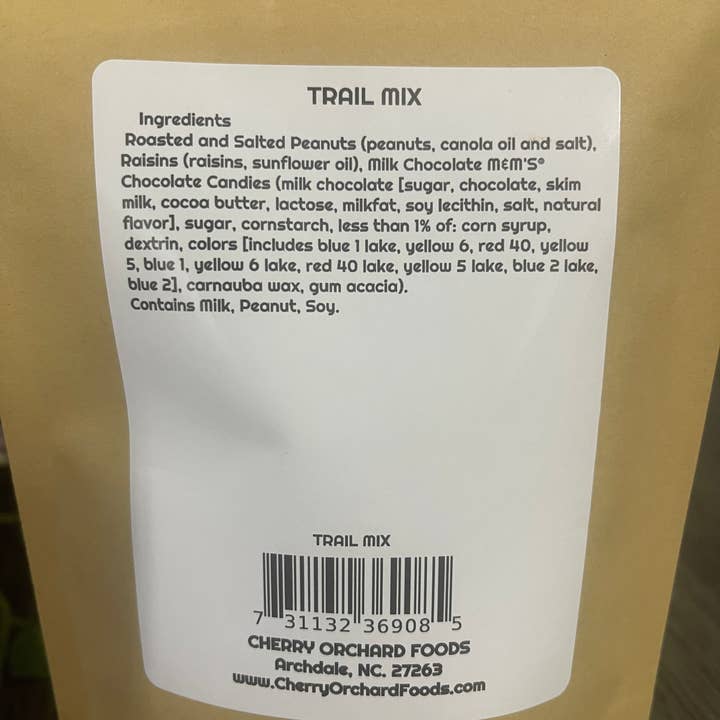 TRAIL MIX
Ingredients
Roasted and Salted Peanuts (peanuts, canola oil and salt),
Raisins (raisins, sunflower oil), Milk Chocolate M&M'S®
Chocolate Candies (milk chocolate [sugar, chocolate, skim
milk, cocoa butter, lactose, milkfat, soy lecithin, salt, natural
flavor], sugar, cornstarch, less than 1% of: corn syrup,
dextrin, colors [includes blue 1 lake, yellow 6, red 40, yellow
5, blue 1, yellow 6 lake, red 40 lake, yellow 5 lake, blue 2 lake,
blue 2], carnauba wax, gum acacia).
Contains Milk, Peanut, Soy.
TRAIL MIX
7 31132 36908 5
CHERRY ORCHARD FOODS
Archdale, NC. 27263
www.CherryOrchardFoods.com